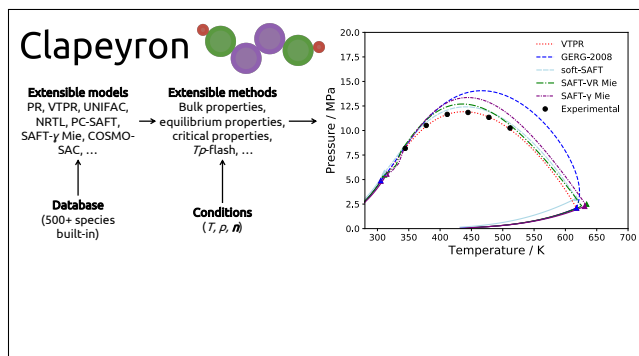 Clapeyron
Extensible models
PR, VTPR, UNIFAC,
NRTL, PC-SAFT,
SAFT-γ Mie, COSMO-
SAC, ...
Database
(500+ species
built-in)
Extensible methods
Bulk properties,
equilibrium properties,
critical properties,
Tp-flash, ...
Conditions
(T, p, n)
Pressure / MPa
20.0
17.5
15.0
12.5
10.0
7.5
5.0
2.5
0.0
300
350
400
450
500
550
600
650
700
Temperature / K
VTPR
GERG-2008
soft-SAFT
SAFT-VR Mie
SAFT-γ Mie
Experimental